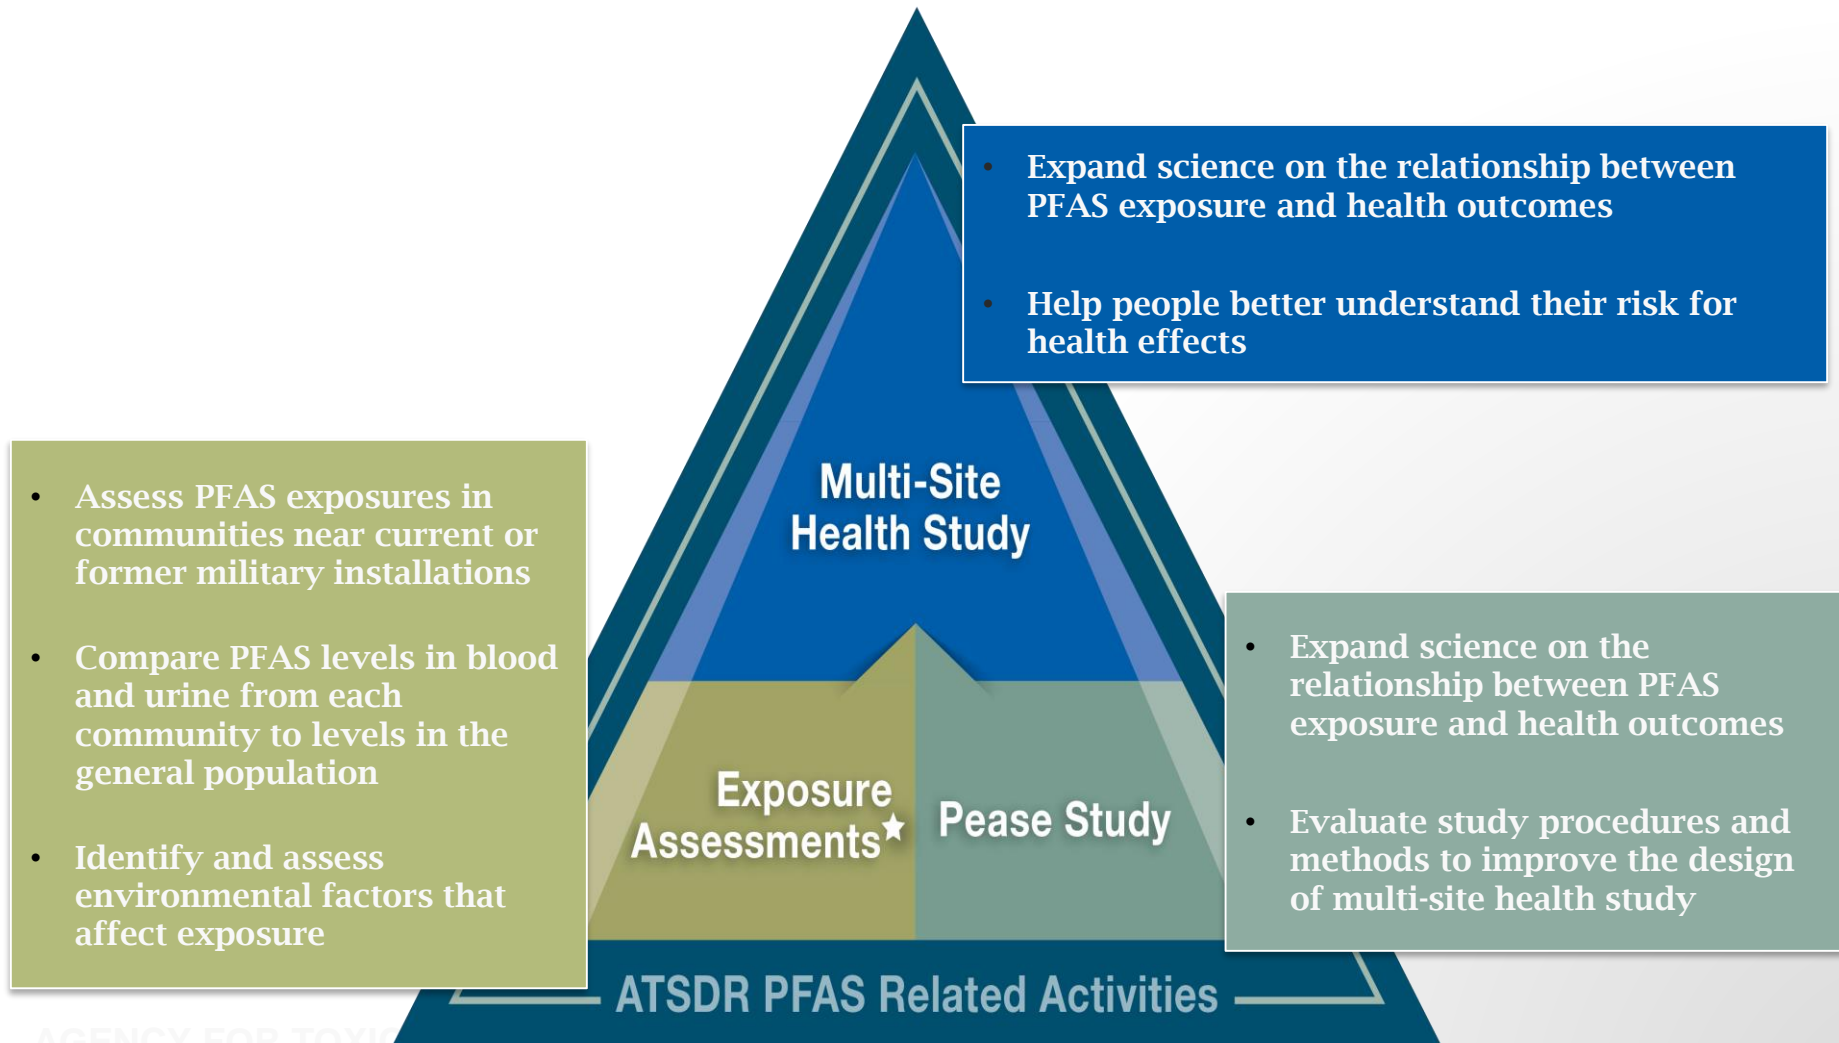 • Expand science on the relationship between
PFAS exposure and health outcomes
• Help people better understand their risk for
health effects
Multi-Site
Health Study
• Assess PFAS exposures in
communities near current or
former military installations
• Compare PFAS levels in blood
and urine from each
community to levels in the
general population
• Identify and assess
environmental factors that
affect exposure
Exposure
Assessments★
Pease Study
• Expand science on the
relationship between PFAS
exposure and health outcomes
• Evaluate study procedures and
methods to improve the design
of multi-site health study
ATSDR PFAS Related Activities
AGENCY FOR TOXIC